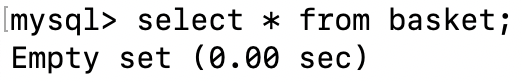 mysql> select * from basket;
Empty set (0.00 sec)